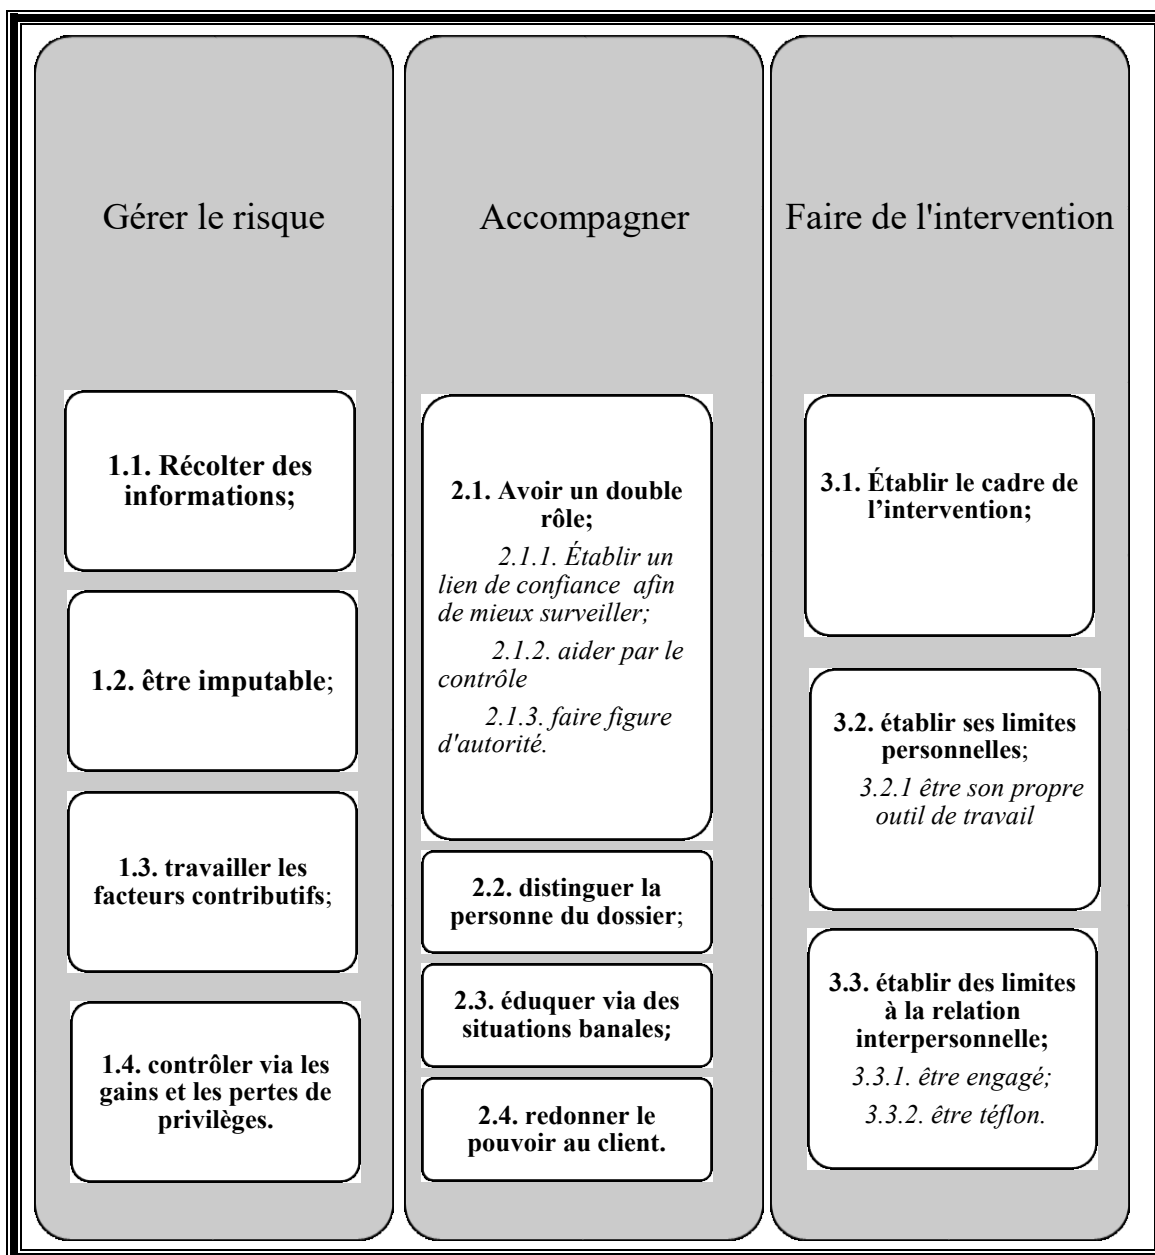 Gérer le risque
1.1. Récolter des
informations;
1.2. être imputable;
1.3. travailler les
facteurs contributifs;
1.4. contrôler via les
gains et les pertes de
privilèges.
Accompagner
2.1. Avoir un double
rôle;
2.1.1. Établir un
lien de confiance afin
de mieux surveiller;
2.1.2. aider par le
contrôle
2.1.3. faire figure
d'autorité.
2.2. distinguer la
personne du dossier;
2.3. éduquer via des
situations banales;
2.4. redonner le
pouvoir au client.
Faire de l'intervention
3.1. Établir le cadre de
l’intervention;
3.2. établir ses limites
personnelles;
3.2.1 être son propre
outil de travail
3.3. établir des limites
à la relation
interpersonnelle;
3.3.1. être engagé;
3.3.2. être téflon.